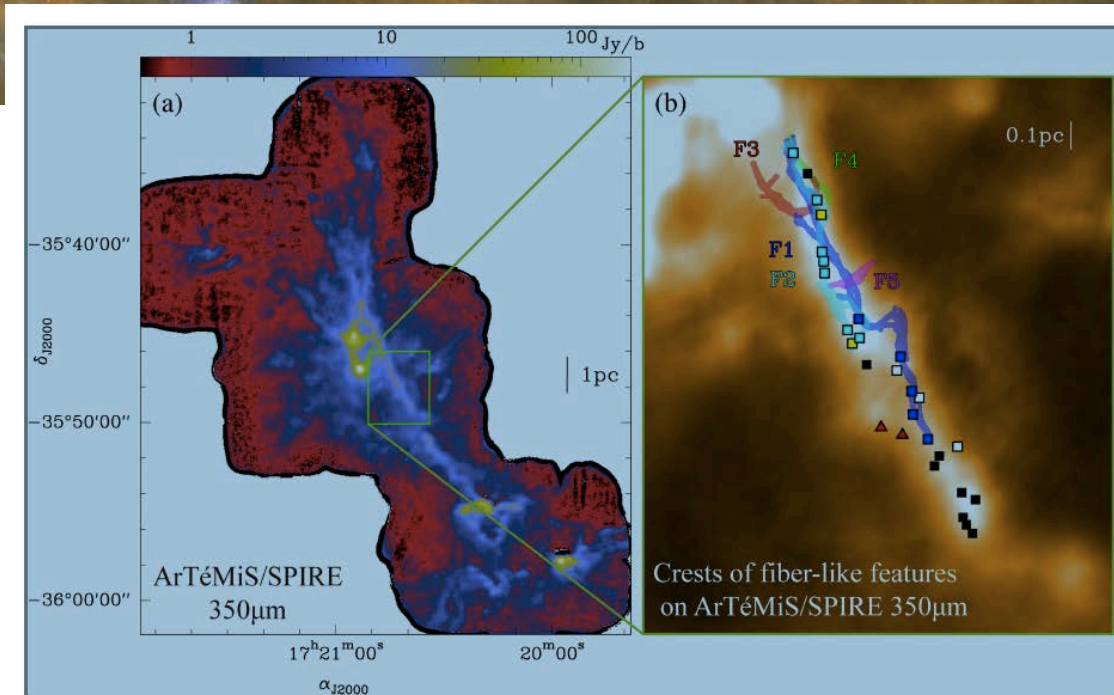 1 10 100 Jy/b
(a)
(b)
0.1pc
F3
F4
−35°40′00″
F1
F2
F5
δJ2000
1pc
−35°50′00″
ArTéMiS/SPIRE
350μm
Crests of fiber-like features
on ArTéMiS/SPIRE 350μm
−36°00′00″
17ʰ21ᵐ00ˢ 20ᵐ00ˢ
αJ2000